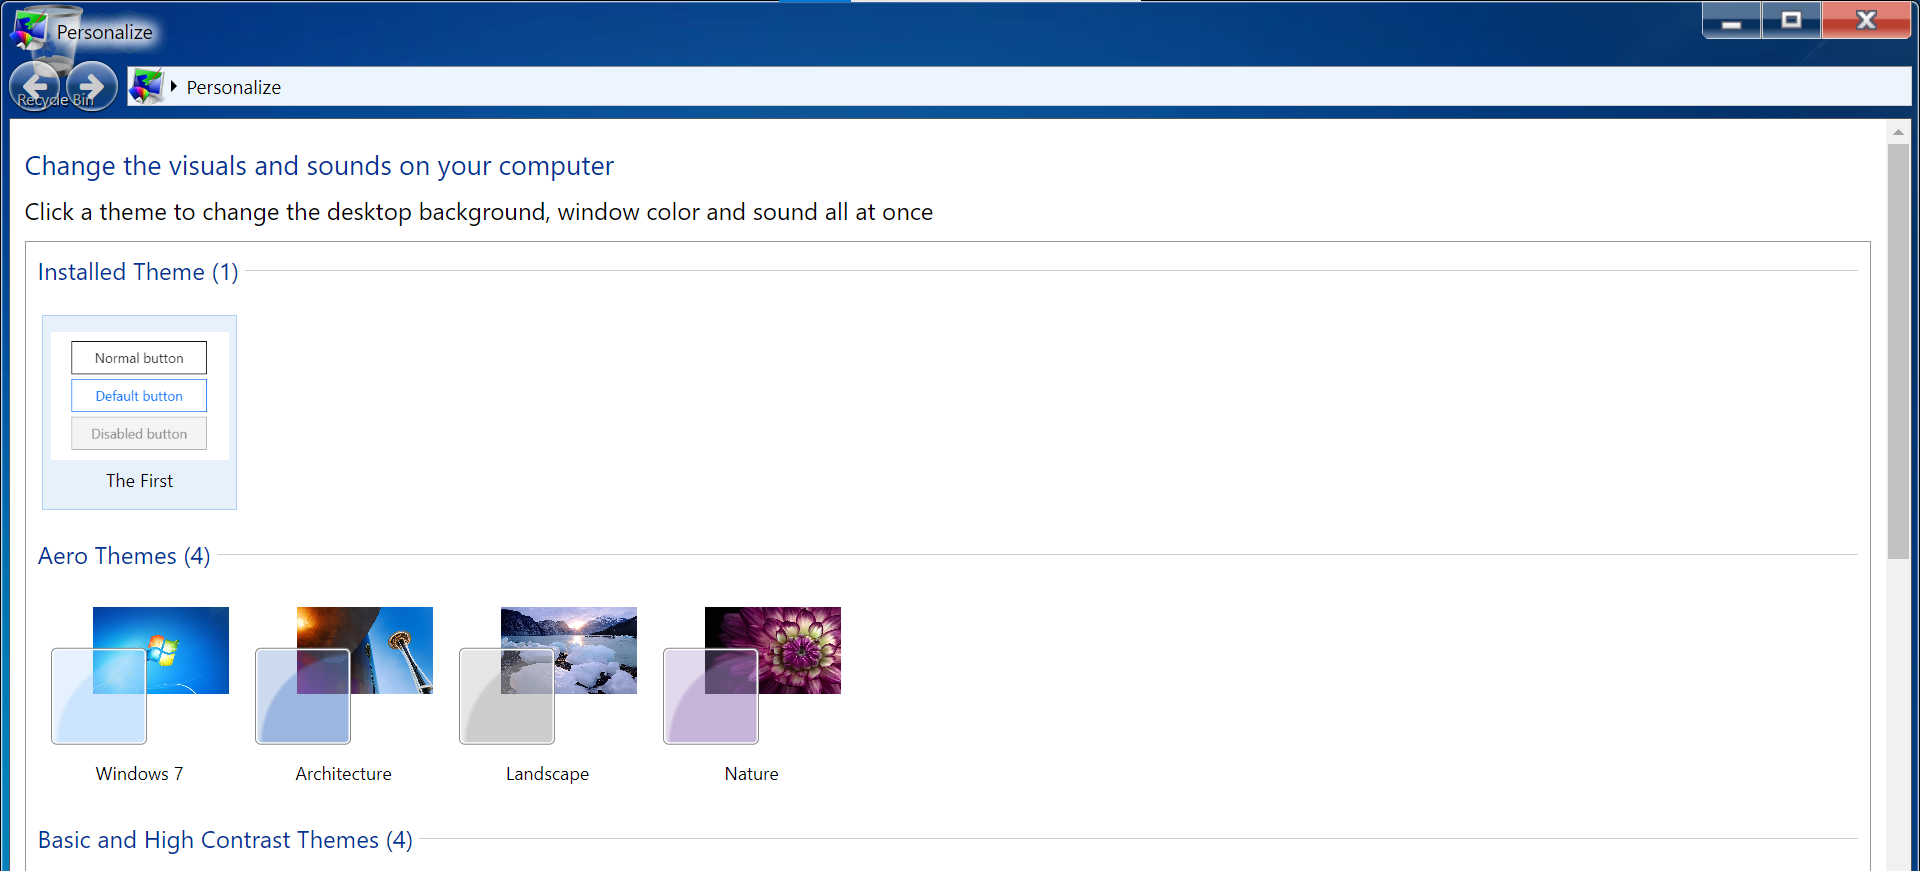 Personalize
Recycle Bin
Personalize
Change the visuals and sounds on your computer
Click a theme to change the desktop background, window color and sound all at once
Installed Theme (1)
Normal button
Default button
Disabled button
The First
Aero Themes (4)
Windows 7 Architecture Landscape Nature
Basic and High Contrast Themes (4)